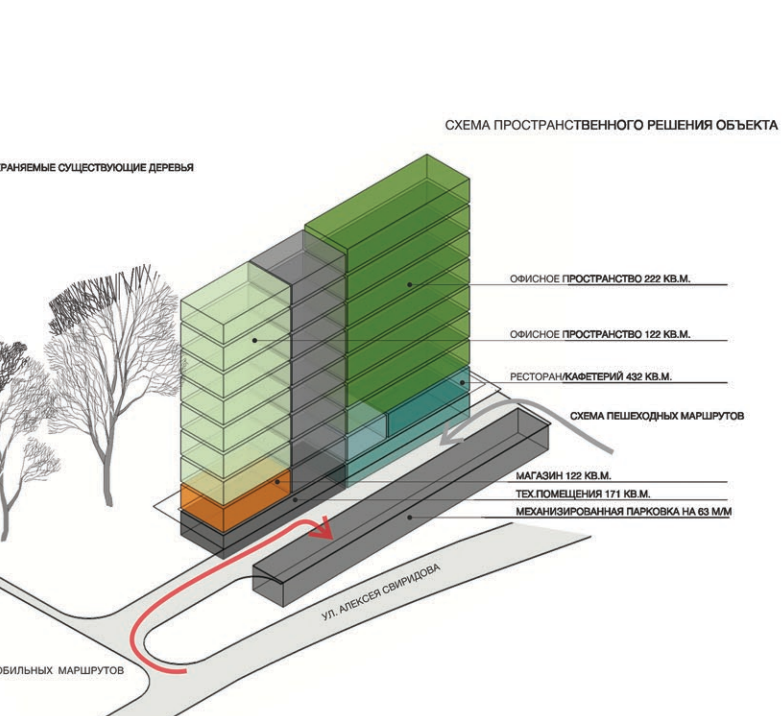 СХЕМА ПРОСТРАНСТВЕННОГО РЕШЕНИЯ ОБЪЕКТА
РАНЯЕМЫЕ СУЩЕСТВУЮЩИЕ ДЕРЕВЬЯ
ОФИСНОЕ ПРОСТРАНСТВО 222 КВ.М.
ОФИСНОЕ ПРОСТРАНСТВО 122 КВ.М.
РЕСТОРАН/КАФЕТЕРИЙ 432 КВ.М.
СХЕМА ПЕШЕХОДНЫХ МАРШРУТОВ
МАГАЗИН 122 КВ.М.
ТЕХ.ПОМЕЩЕНИЯ 171 КВ.М.
МЕХАНИЗИРОВАННАЯ ПАРКОВКА НА 63 М/М
УЛ. АЛЕКСЕЯ СВИРИДОВА
ОБИЛЬНЫХ МАРШРУТОВ